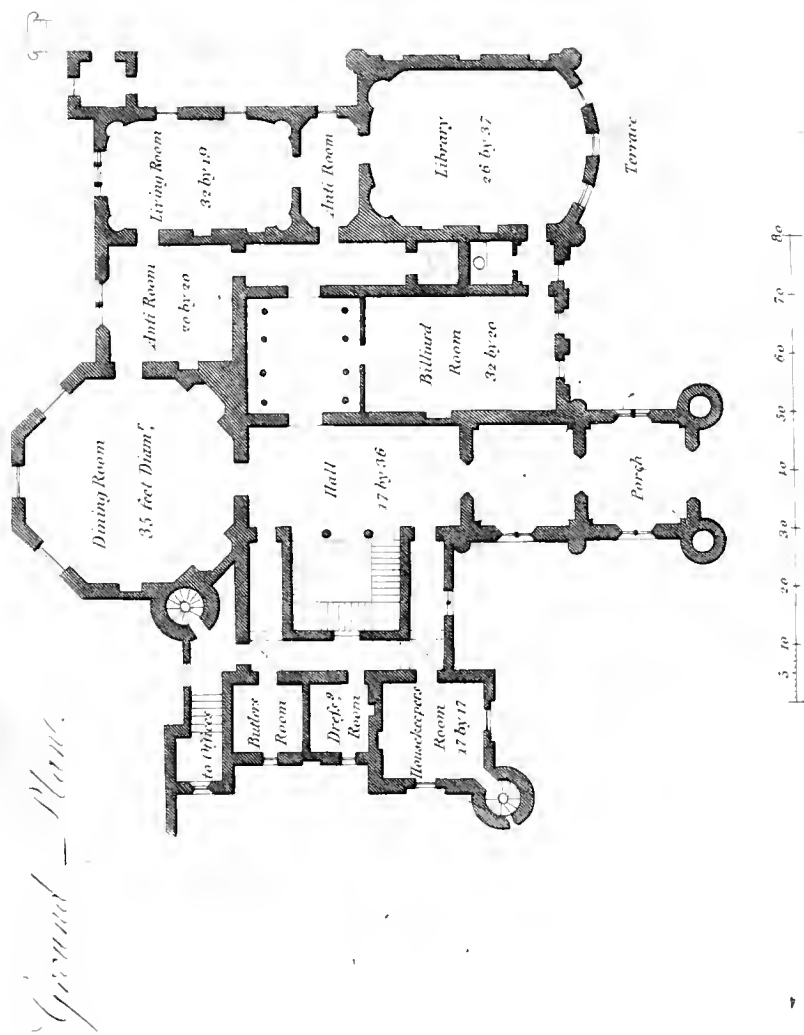 Ground — Plan.
Dining Room
35 feet Diamr.
Anti Room
20 by 20
Living Room
32 by 19
Anti Room
Library
26 by 37
Terrace
Billiard
Room
32 by 20
Hall
17 by 36
Porch
to Offices
Butlers
Room
Dress.g
Room
Housekeepers
Room
17 by 17
5 10 20 30 40 50 60 70 80
4